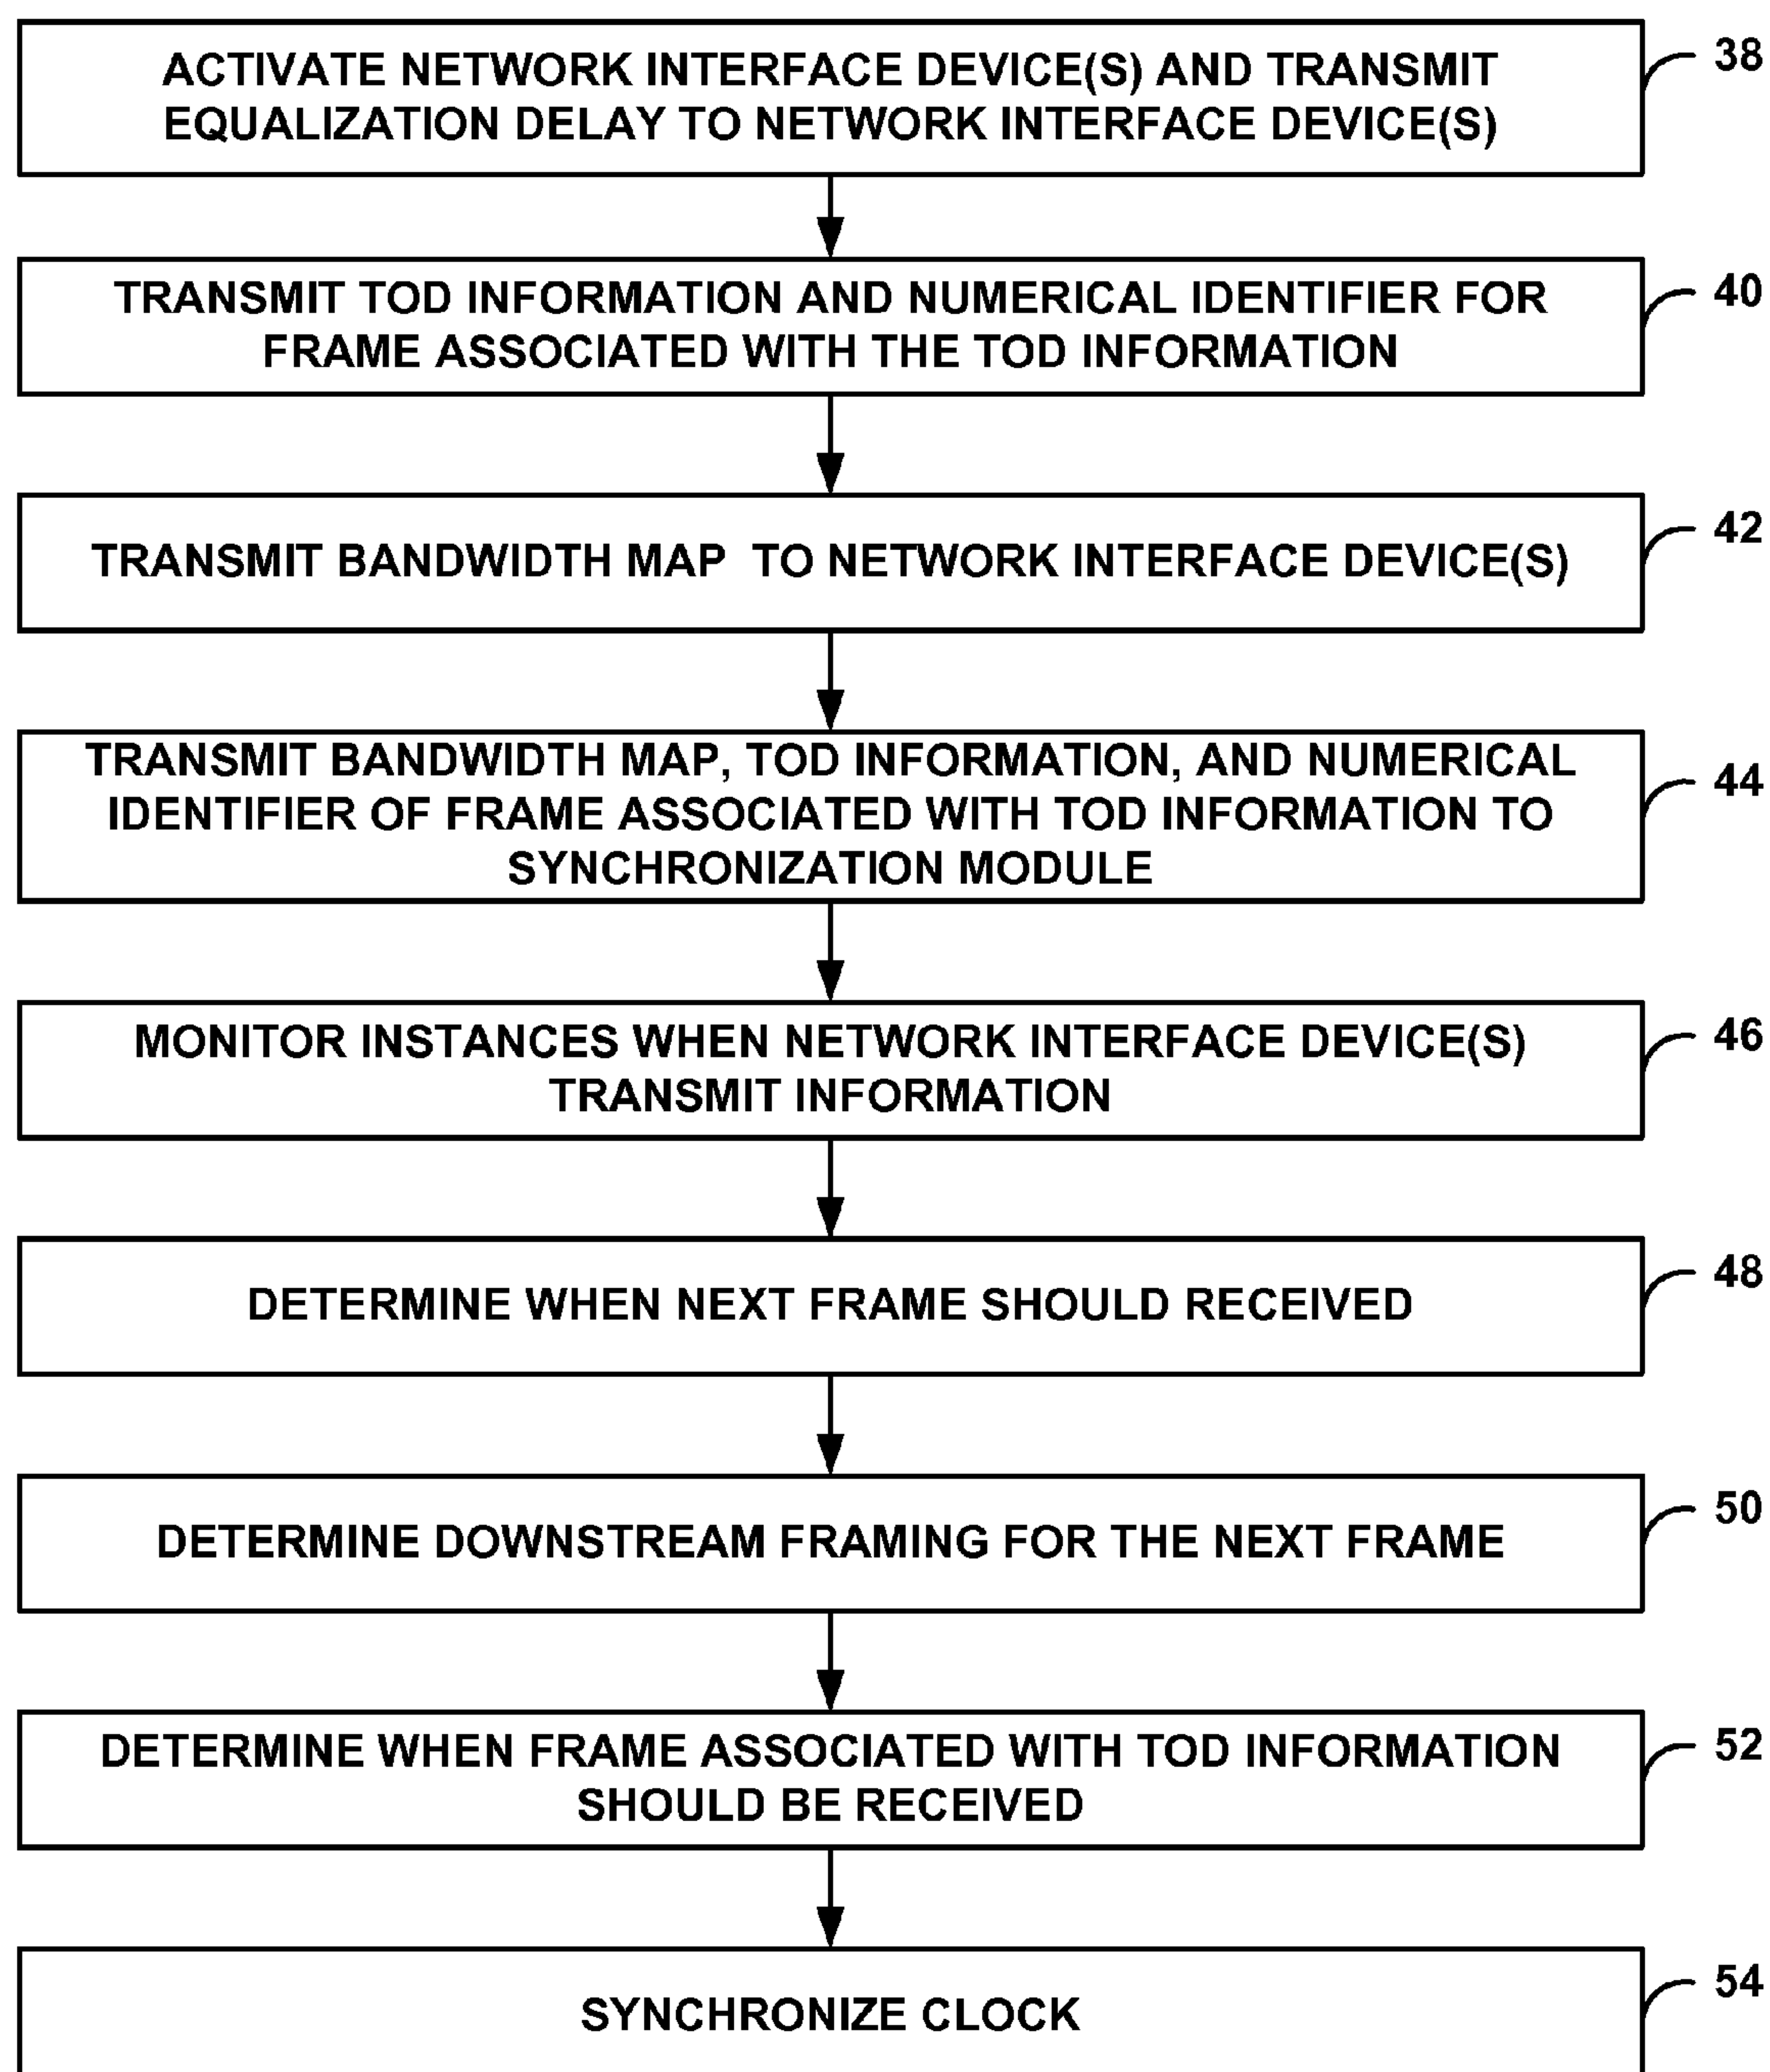 ACTIVATE NETWORK INTERFACE DEVICE(S) AND TRANSMIT
EQUALIZATION DELAY TO NETWORK INTERFACE DEVICE(S)
38
TRANSMIT TOD INFORMATION AND NUMERICAL IDENTIFIER FOR
FRAME ASSOCIATED WITH THE TOD INFORMATION
40
TRANSMIT BANDWIDTH MAP TO NETWORK INTERFACE DEVICE(S)
42
TRANSMIT BANDWIDTH MAP, TOD INFORMATION, AND NUMERICAL
IDENTIFIER OF FRAME ASSOCIATED WITH TOD INFORMATION TO
SYNCHRONIZATION MODULE
44
MONITOR INSTANCES WHEN NETWORK INTERFACE DEVICE(S)
TRANSMIT INFORMATION
46
DETERMINE WHEN NEXT FRAME SHOULD RECEIVED
48
DETERMINE DOWNSTREAM FRAMING FOR THE NEXT FRAME
50
DETERMINE WHEN FRAME ASSOCIATED WITH TOD INFORMATION
SHOULD BE RECEIVED
52
SYNCHRONIZE CLOCK
54